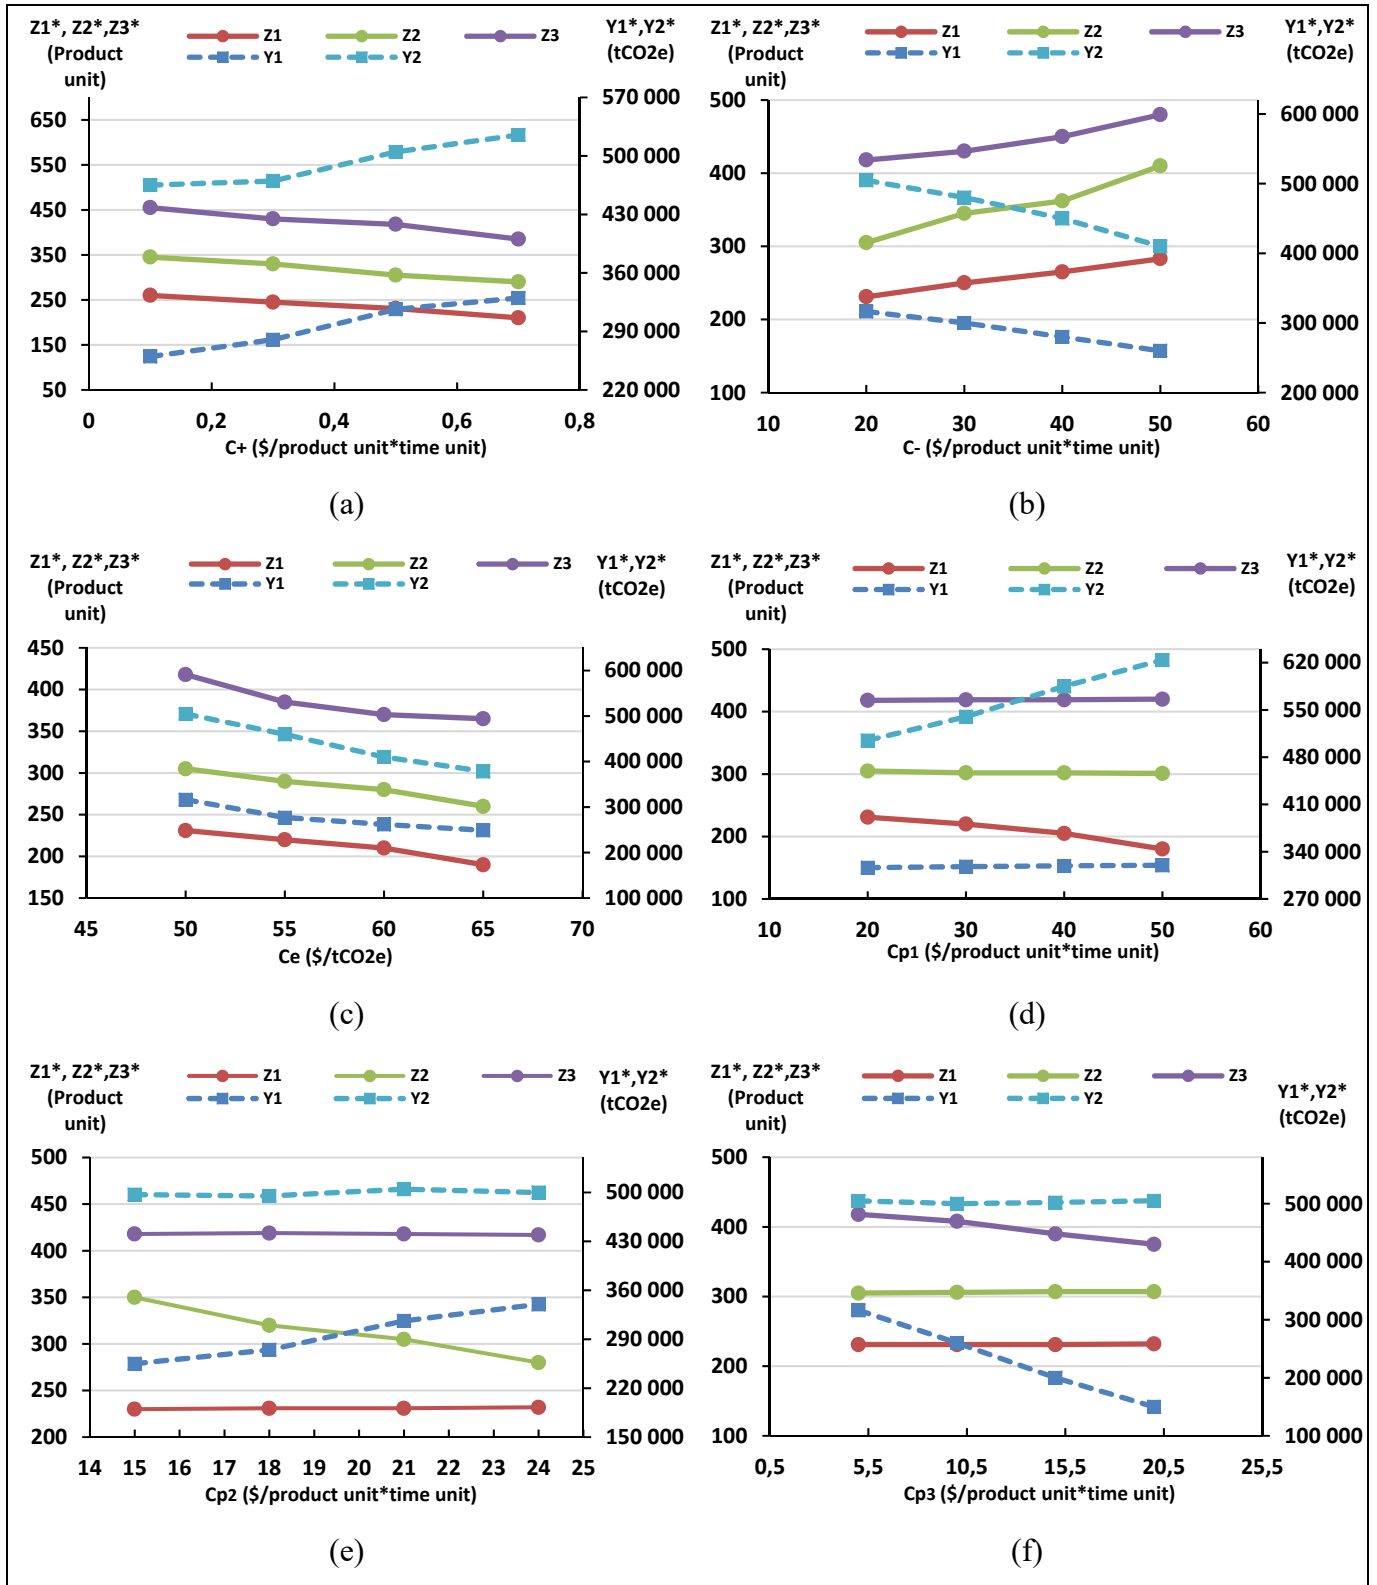 Z1*, Z2*,Z3*
(Product
unit)
Z1 Z2 Z3
Y1 Y2
Y1*,Y2*
(tCO2e)
650
550
450
350
250
150
50
570 000
500 000
430 000
360 000
290 000
220 000
0 0,2 0,4 0,6 0,8
C+ ($/product unit*time unit)
(a)
Z1*, Z2*,Z3*
(Product
unit)
Z1 Z2 Z3
Y1 Y2
Y1*,Y2*
(tCO2e)
500
400
300
200
100
600 000
500 000
400 000
300 000
200 000
10 20 30 40 50 60
C- ($/product unit*time unit)
(b)
Z1*, Z2*,Z3*
(Product
unit)
Z1 Z2 Z3
Y1 Y2
Y1*,Y2*
(tCO2e)
450
400
350
300
250
200
150
600 000
500 000
400 000
300 000
200 000
100 000
45 50 55 60 65 70
Ce ($/tCO2e)
(c)
Z1*, Z2*,Z3*
(Product
unit)
Z1 Z2 Z3
Y1 Y2
Y1*,Y2*
(tCO2e)
500
400
300
200
100
620 000
550 000
480 000
410 000
340 000
270 000
10 20 30 40 50 60
Cp1 ($/product unit*time unit)
(d)
Z1*, Z2*,Z3*
(Product
unit)
Z1 Z2 Z3
Y1 Y2
Y1*,Y2*
(tCO2e)
500
450
400
350
300
250
200
500 000
430 000
360 000
290 000
220 000
150 000
14 15 16 17 18 19 20 21 22 23 24 25
Cp2 ($/product unit*time unit)
(e)
Z1*, Z2*,Z3*
(Product
unit)
Z1 Z2 Z3
Y1 Y2
Y1*,Y2*
(tCO2e)
500
400
300
200
100
500 000
400 000
300 000
200 000
100 000
0,5 5,5 10,5 15,5 20,5 25,5
Cp3 ($/product unit*time unit)
(f)